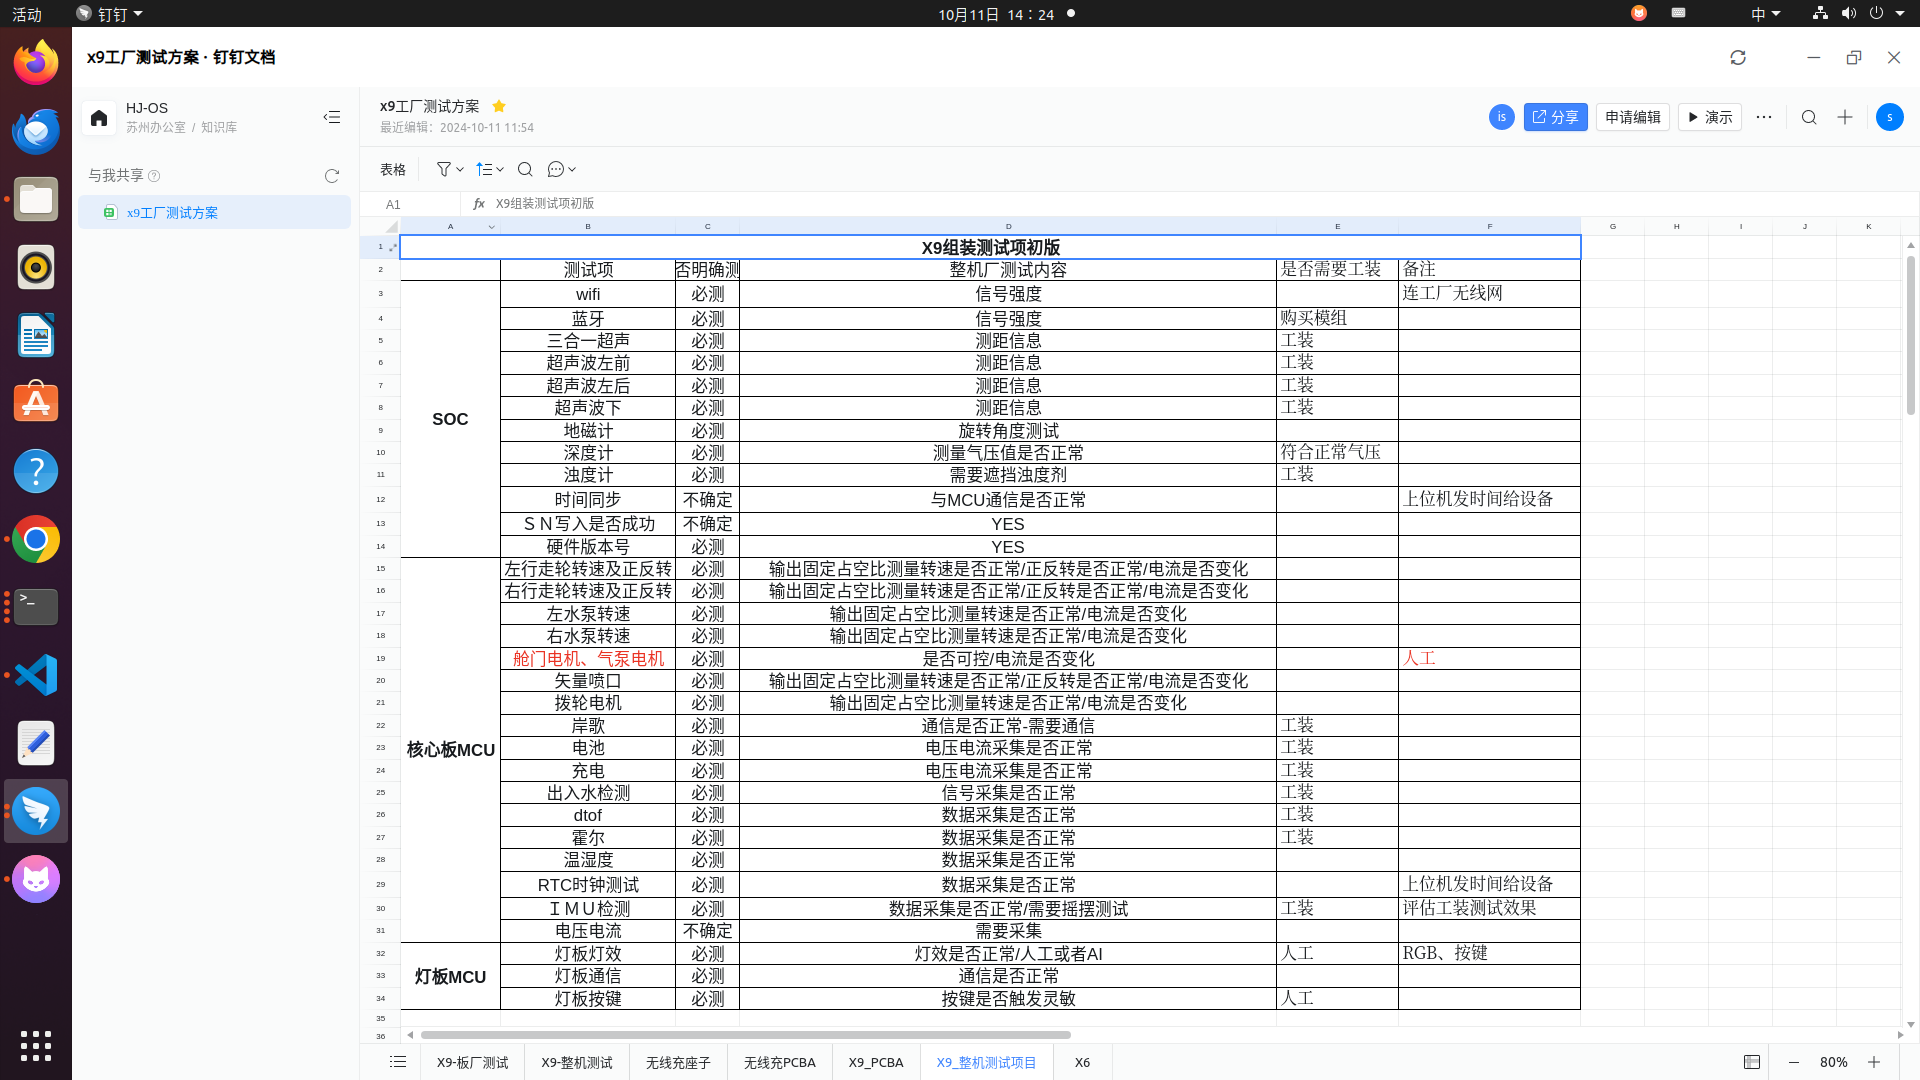 活动 钉钉 10月11日 14：24 中
x9工厂测试方案 · 钉钉文档
HJ-OS
苏州办公室 / 知识库
与我共享
x9工厂测试方案
x9工厂测试方案
最近编辑：2024-10-11 11:54
is 分享 申请编辑 演示 s
表格
A1 fx X9组装测试项初版
A B C D E F G H I J K
1 X9组装测试项初版
2 测试项 否明确测 整机厂测试内容 是否需要工装 备注
3 wifi 必测 信号强度 连工厂无线网
4 蓝牙 必测 信号强度 购买模组
5 三合一超声 必测 测距信息 工装
6 超声波左前 必测 测距信息 工装
7 超声波左后 必测 测距信息 工装
8 超声波下 必测 测距信息 工装
SOC
9 地磁计 必测 旋转角度测试
10 深度计 必测 测量气压值是否正常 符合正常气压
11 浊度计 必测 需要遮挡浊度剂 工装
12 时间同步 不确定 与MCU通信是否正常 上位机发时间给设备
13 ＳＮ写入是否成功 不确定 YES
14 硬件版本号 必测 YES
15 左行走轮转速及正反转 必测 输出固定占空比测量转速是否正常/正反转是否正常/电流是否变化
16 右行走轮转速及正反转 必测 输出固定占空比测量转速是否正常/正反转是否正常/电流是否变化
17 左水泵转速 必测 输出固定占空比测量转速是否正常/电流是否变化
18 右水泵转速 必测 输出固定占空比测量转速是否正常/电流是否变化
19 舱门电机、气泵电机 必测 是否可控/电流是否变化 人工
20 矢量喷口 必测 输出固定占空比测量转速是否正常/正反转是否正常/电流是否变化
21 拨轮电机 必测 输出固定占空比测量转速是否正常/电流是否变化
22 岸歌 必测 通信是否正常-需要通信 工装
23 核心板MCU 电池 必测 电压电流采集是否正常 工装
24 充电 必测 电压电流采集是否正常 工装
25 出入水检测 必测 信号采集是否正常 工装
26 dtof 必测 数据采集是否正常 工装
27 霍尔 必测 数据采集是否正常 工装
28 温湿度 必测 数据采集是否正常
29 RTC时钟测试 必测 数据采集是否正常 上位机发时间给设备
30 ＩＭＵ检测 必测 数据采集是否正常/需要摇摆测试 工装 评估工装测试效果
31 电压电流 不确定 需要采集
32 灯板灯效 必测 灯效是否正常/人工或者AI 人工 RGB、按键
33 灯板MCU 灯板通信 必测 通信是否正常
34 灯板按键 必测 按键是否触发灵敏 人工
35
36
X9-板厂测试 X9-整机测试 无线充座子 无线充PCBA X9_PCBA X9_整机测试项目 X6 80%